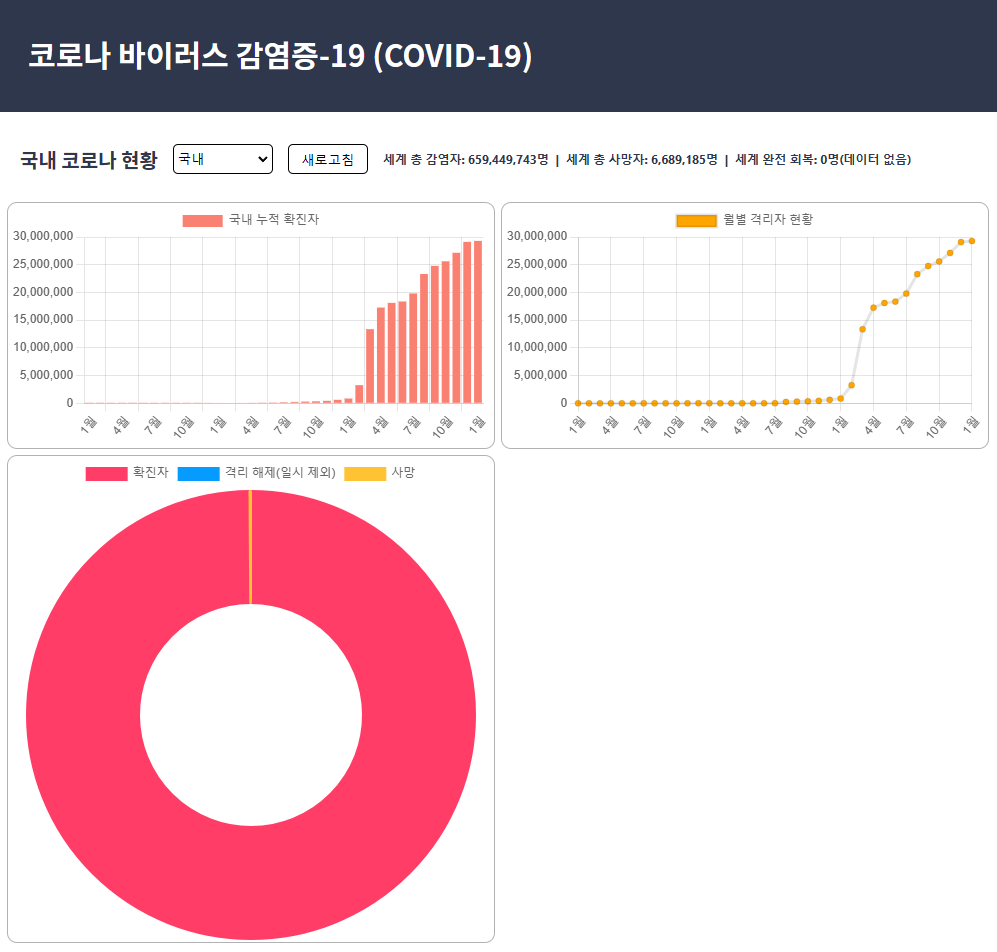 코로나 바이러스 감염증-19 (COVID-19)
국내 코로나 현황 국내 새로고침 세계 총 감염자: 659,449,743명 | 세계 총 사망자: 6,689,185명 | 세계 완전 회복: 0명(데이터 없음)
국내 누적 확진자
30,000,000
25,000,000
20,000,000
15,000,000
10,000,000
5,000,000
0
1월 4월 7월 10월 1월 4월 7월 10월 1월 4월 7월 10월 1월
월별 격리자 현황
30,000,000
25,000,000
20,000,000
15,000,000
10,000,000
5,000,000
0
1월 4월 7월 10월 1월 4월 7월 10월 1월 4월 7월 10월 1월
확진자 격리 해제(일시 제외) 사망